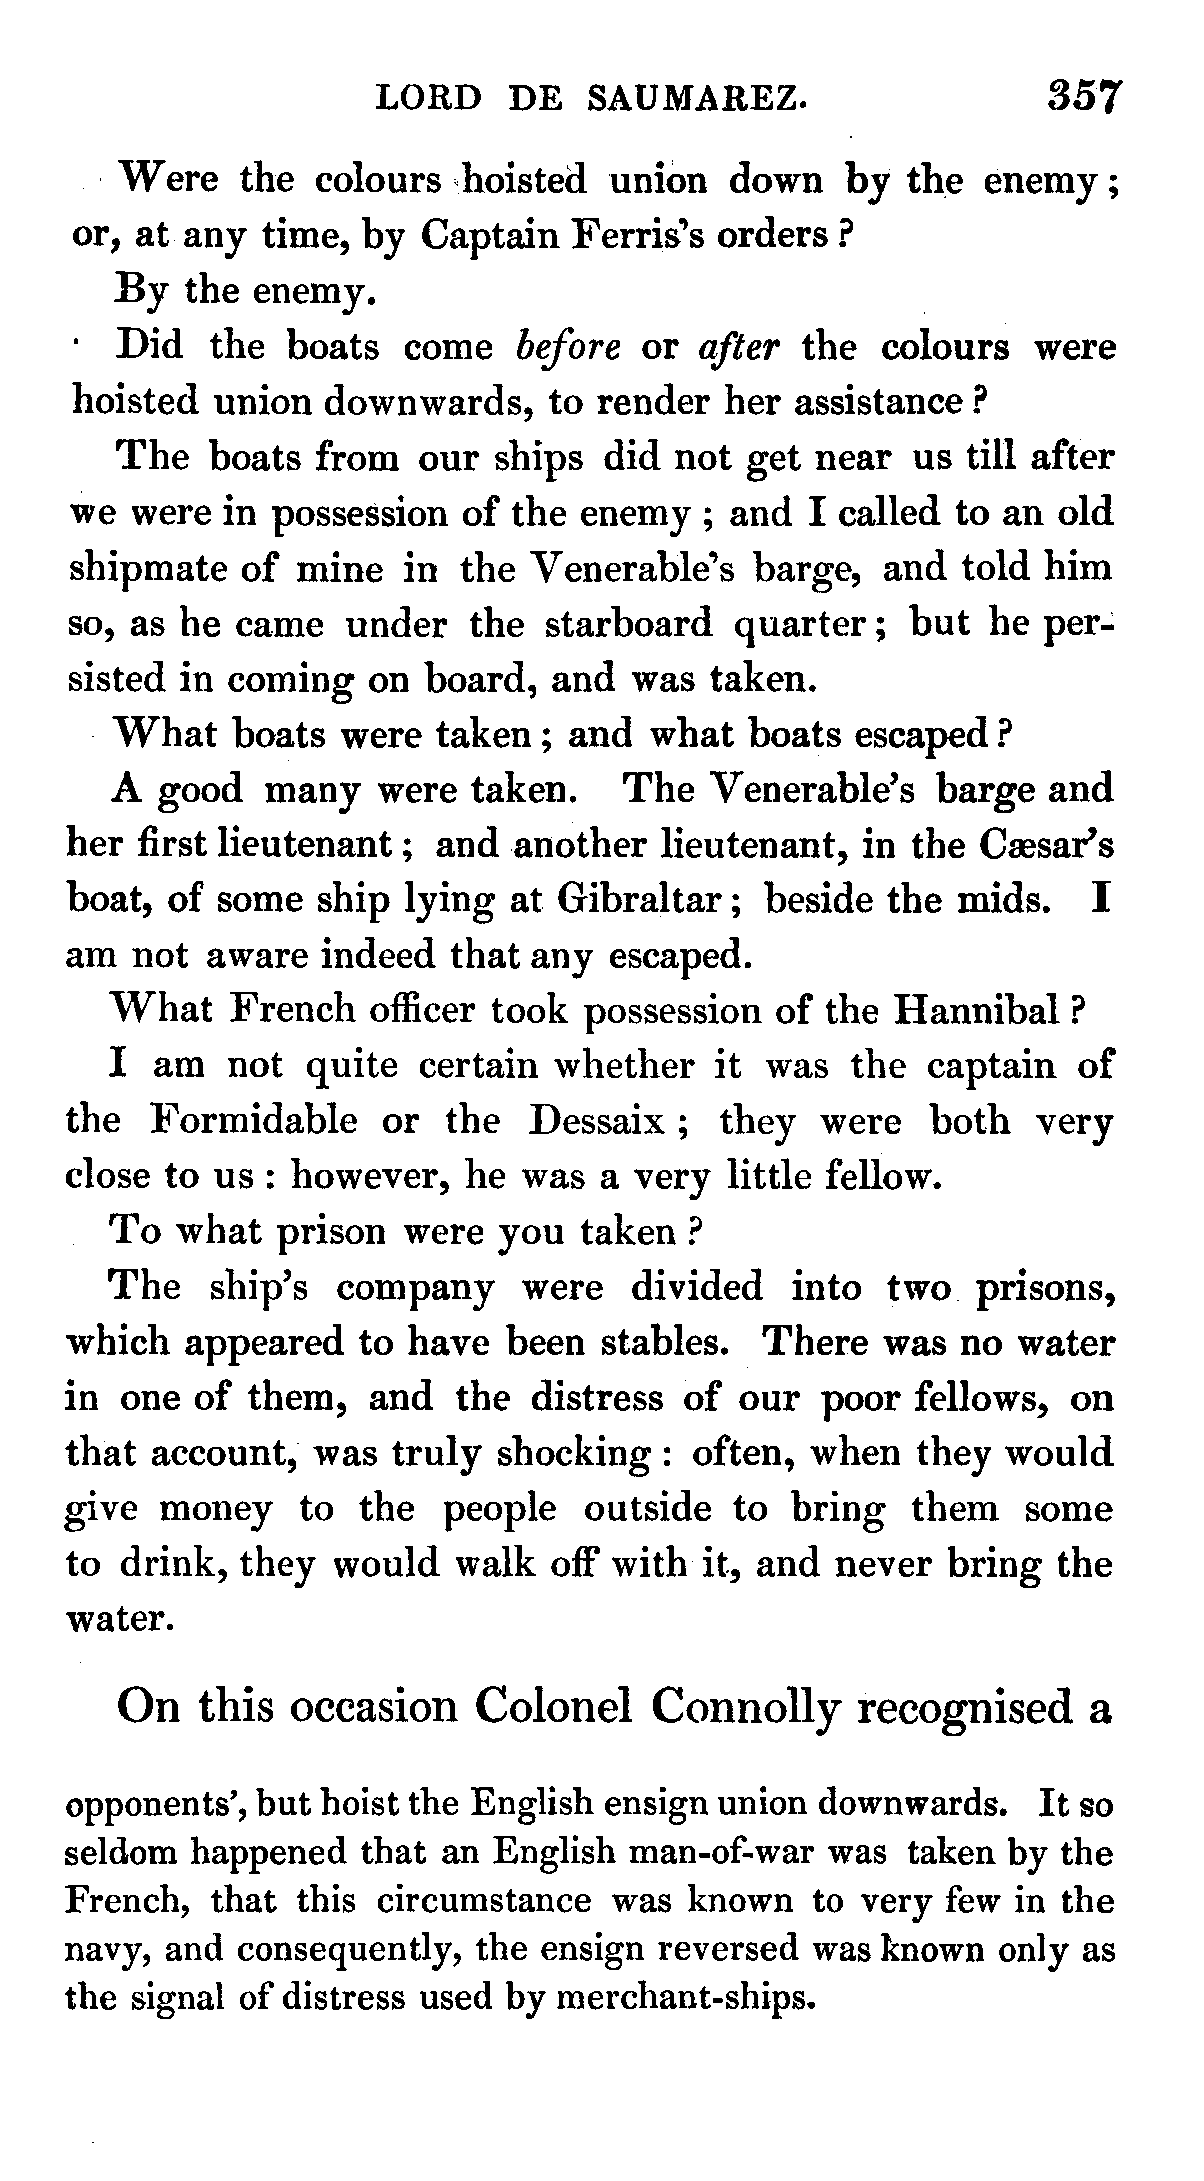 LORD DE SAUMAREZ. 357
Were the colours hoisted union down by the enemy;
or, at any time, by Captain Ferris's orders?
By the enemy.
Did the boats come before or after the colours were
hoisted union downwards, to render her assistance?
The boats from our ships did not get near us till after
we were in possession of the enemy; and I called to an old
shipmate of mine in the Venerable's barge, and told him
so, as he came under the starboard quarter; but he per-
sisted in coming on board, and was taken.
What boats were taken; and what boats escaped?
A good many were taken. The Venerable's barge and
her first lieutenant; and another lieutenant, in the Cæsar's
boat, of some ship lying at Gibraltar; beside the mids. I
am not aware indeed that any escaped.
What French officer took possession of the Hannibal?
I am not quite certain whether it was the captain of
the Formidable or the Dessaix; they were both very
close to us: however, he was a very little fellow.
To what prison were you taken?
The ship's company were divided into two prisons,
which appeared to have been stables. There was no water
in one of them, and the distress of our poor fellows, on
that account, was truly shocking: often, when they would
give money to the people outside to bring them some
to drink, they would walk off with it, and never bring the
water.
On this occasion Colonel Connolly recognised a
opponents', but hoist the English ensign union downwards. It so
seldom happened that an English man-of-war was taken by the
French, that this circumstance was known to very few in the
navy, and consequently, the ensign reversed was known only as
the signal of distress used by merchant-ships.